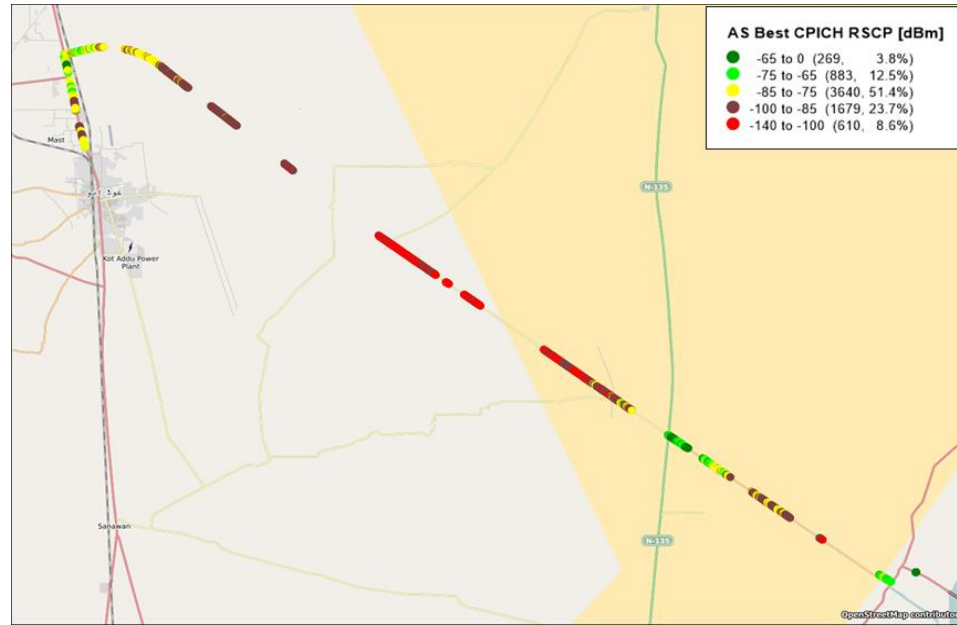 AS Best CPICH RSCP [dBm]
-65 to 0 (269, 3.8%)
-75 to -65 (883, 12.5%)
-85 to -75 (3640, 51.4%)
-100 to -85 (1679, 23.7%)
-140 to -100 (610, 8.6%)
Mast
N-135
Kot Addu Power
Plant
Sanawan
N-135
OpenStreetMap contributor